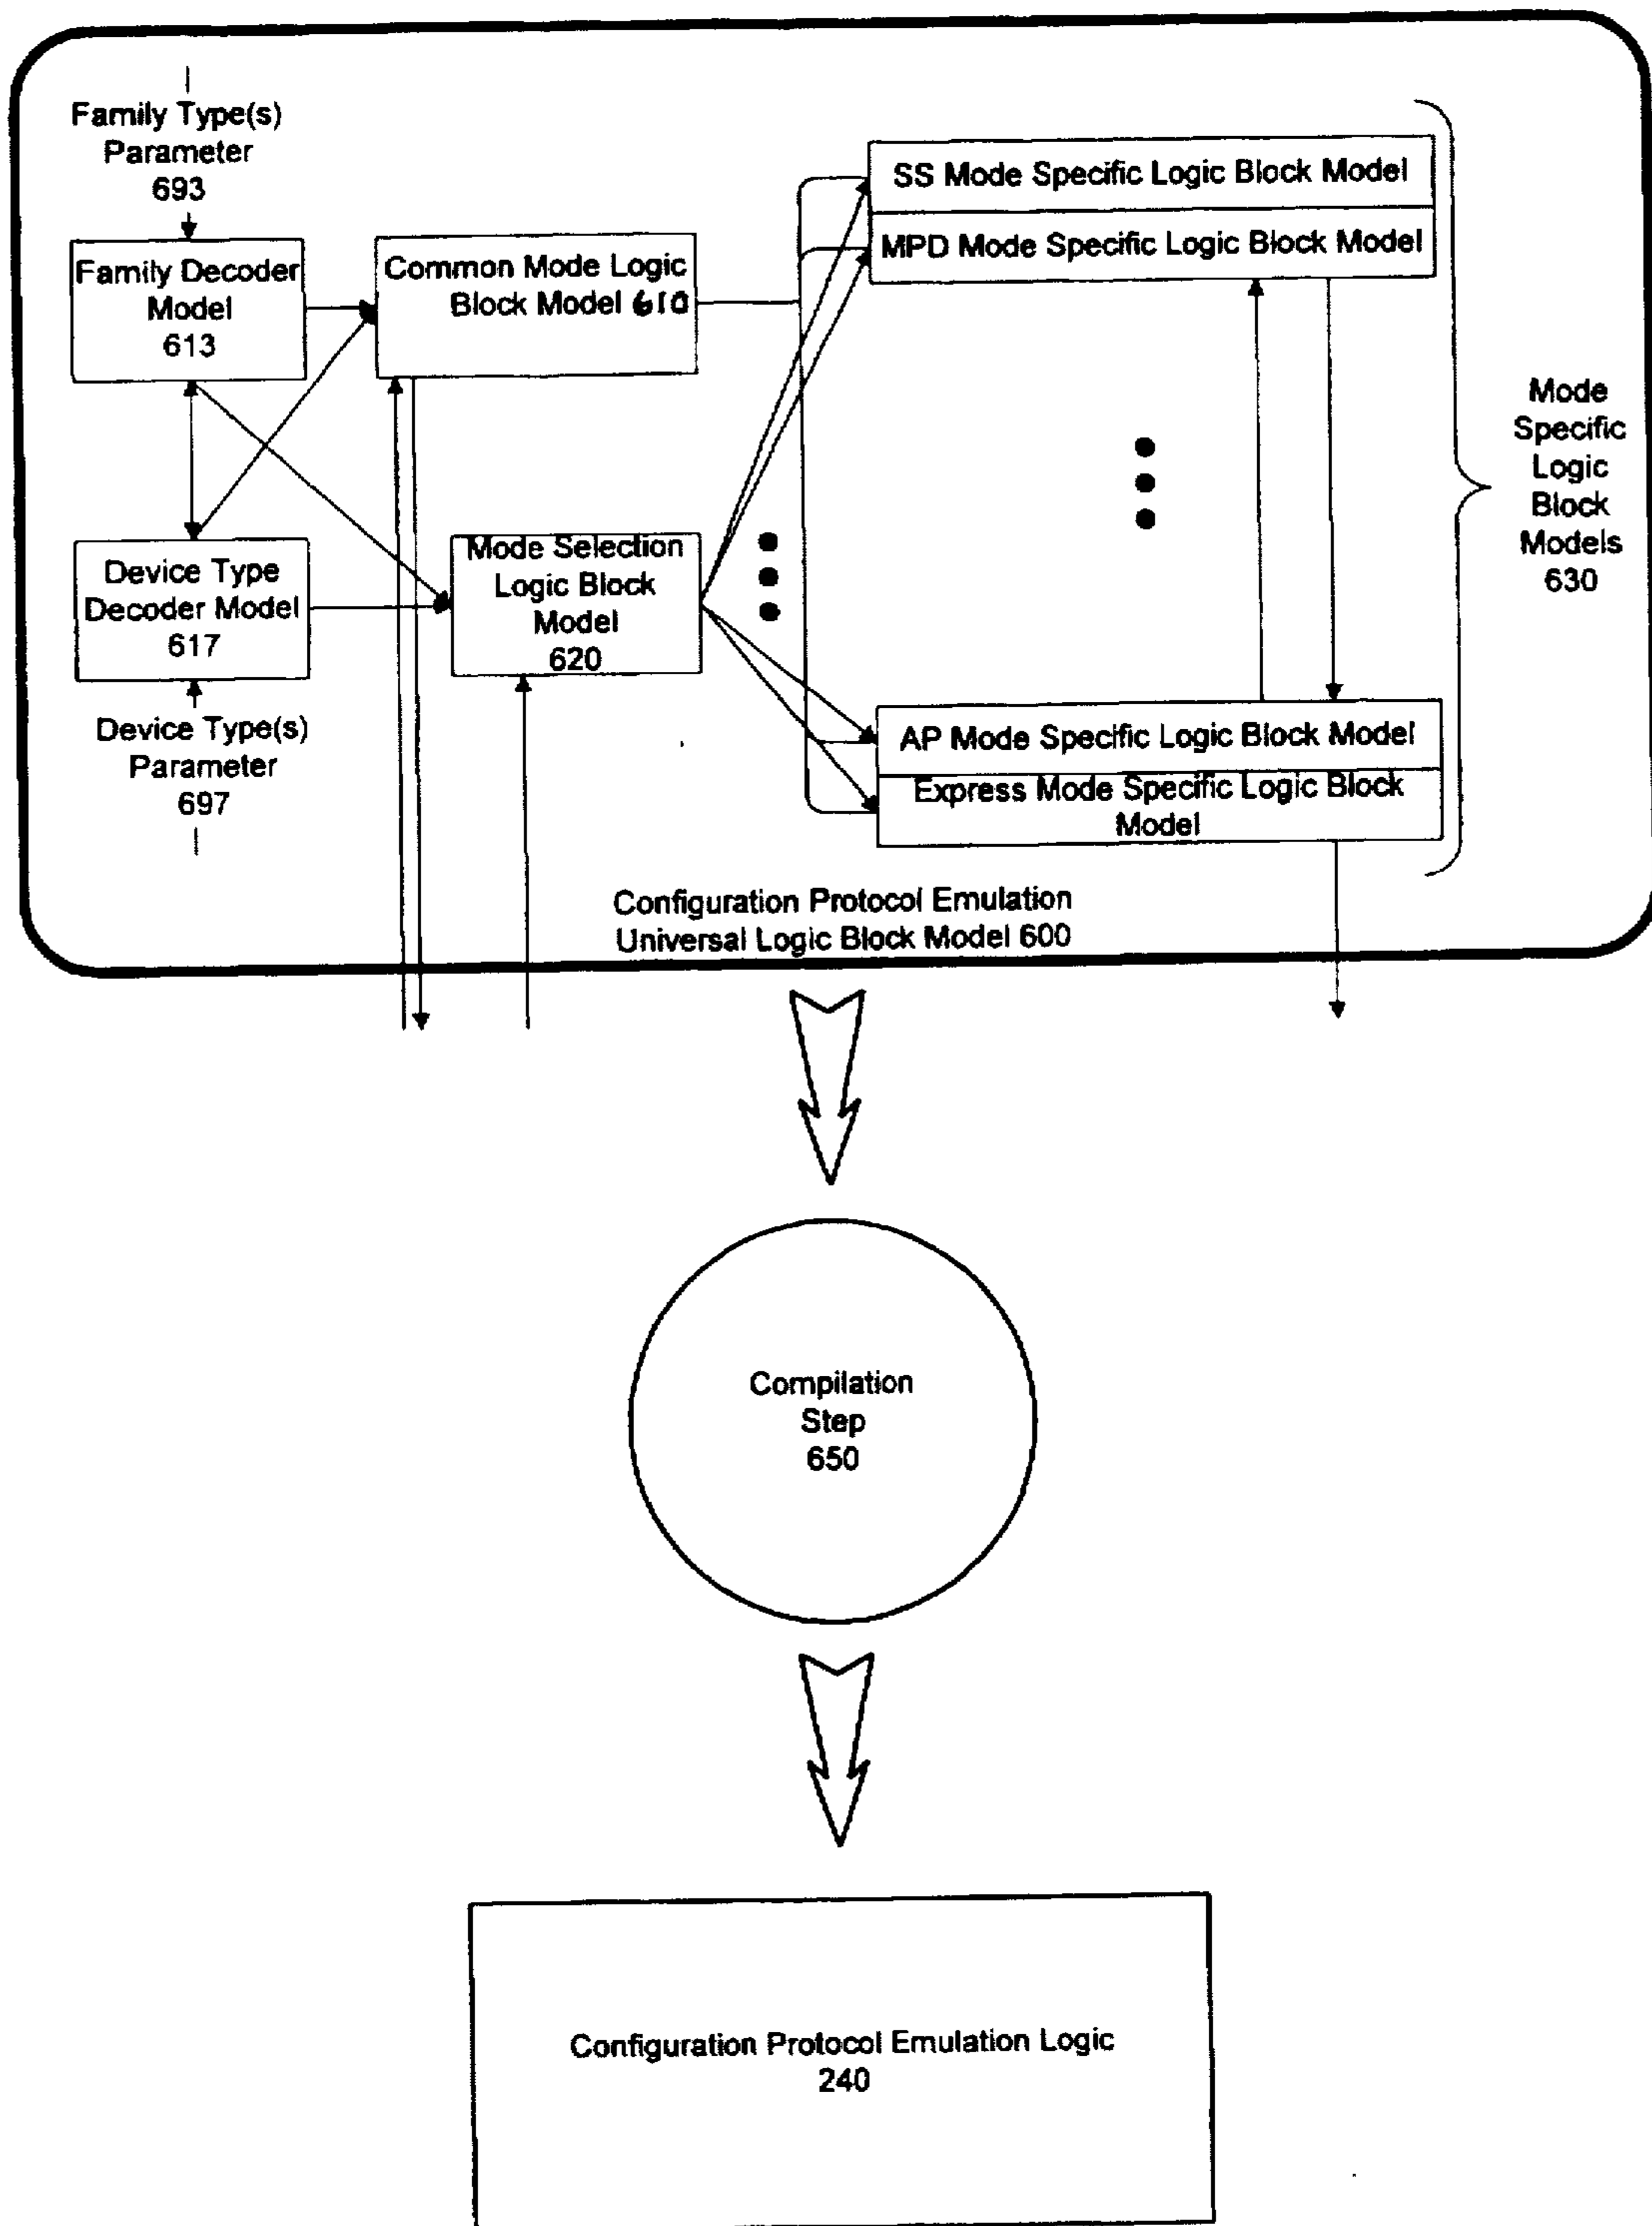 Family Type(s)
Parameter
693
Family Decoder
Model
613
Common Mode Logic
Block Model 610
SS Mode Specific Logic Block Model
MPD Mode Specific Logic Block Model
Mode
Specific
Logic
Block
Models
630
Device Type
Decoder Model
617
Mode Selection
Logic Block
Model
620
Device Type(s)
Parameter
697
AP Mode Specific Logic Block Model
Express Mode Specific Logic Block
Model
Configuration Protocol Emulation
Universal Logic Block Model 600
Compilation
Step
650
Configuration Protocol Emulation Logic
240